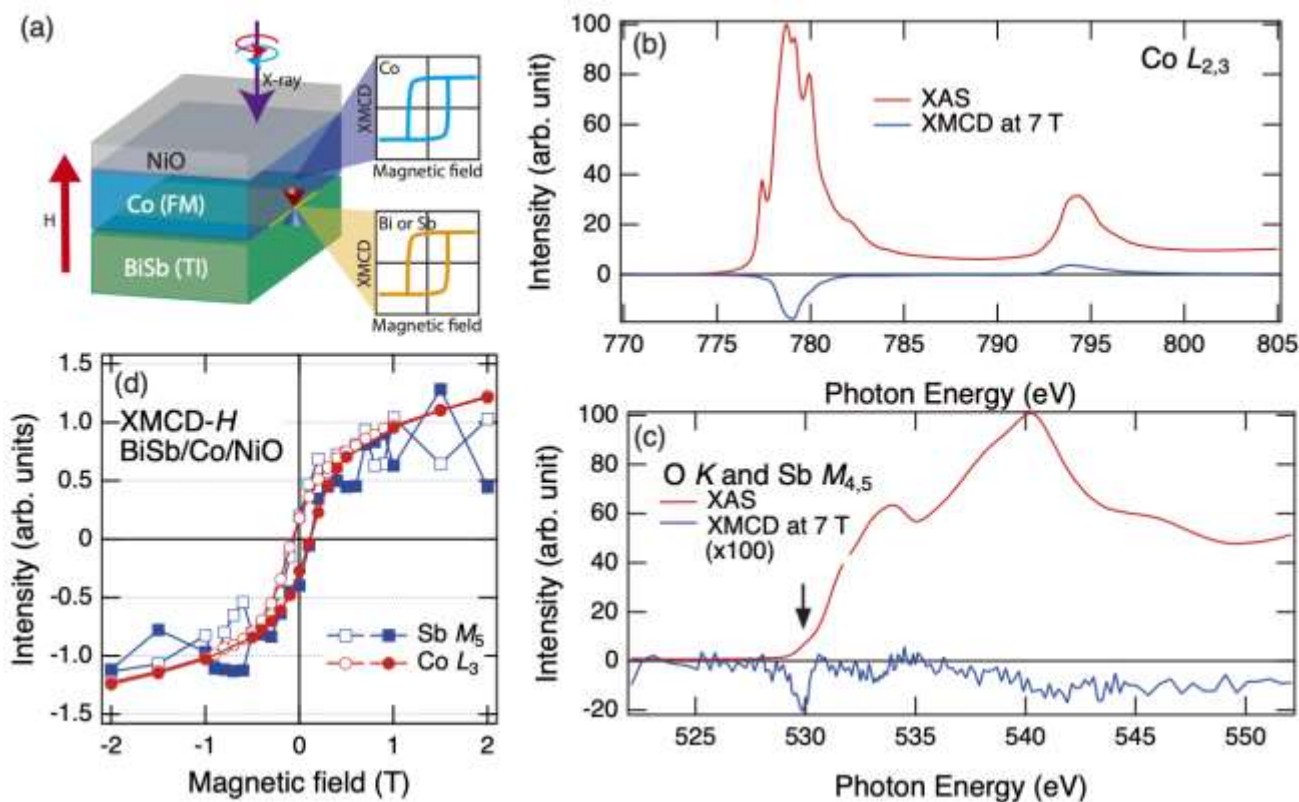 (a)
X-ray
NiO
Co (FM)
BiSb (TI)
H
Co
XMCD
Magnetic field
Bi or Sb
XMCD
Magnetic field
(b)
Co L2,3
XAS
XMCD at 7 T
Intensity (arb. unit)
100
80
60
40
20
0
770 775 780 785 790 795 800 805
Photon Energy (eV)
(d)
XMCD-H
BiSb/Co/NiO
Sb M5
Co L3
Intensity (arb. units)
1.5
1.0
0.5
0
-0.5
-1.0
-1.5
-2 -1 0 1 2
Magnetic field (T)
(c)
O K and Sb M4,5
XAS
XMCD at 7 T
(x100)
Intensity (arb. unit)
100
80
60
40
20
0
-20
525 530 535 540 545 550
Photon Energy (eV)